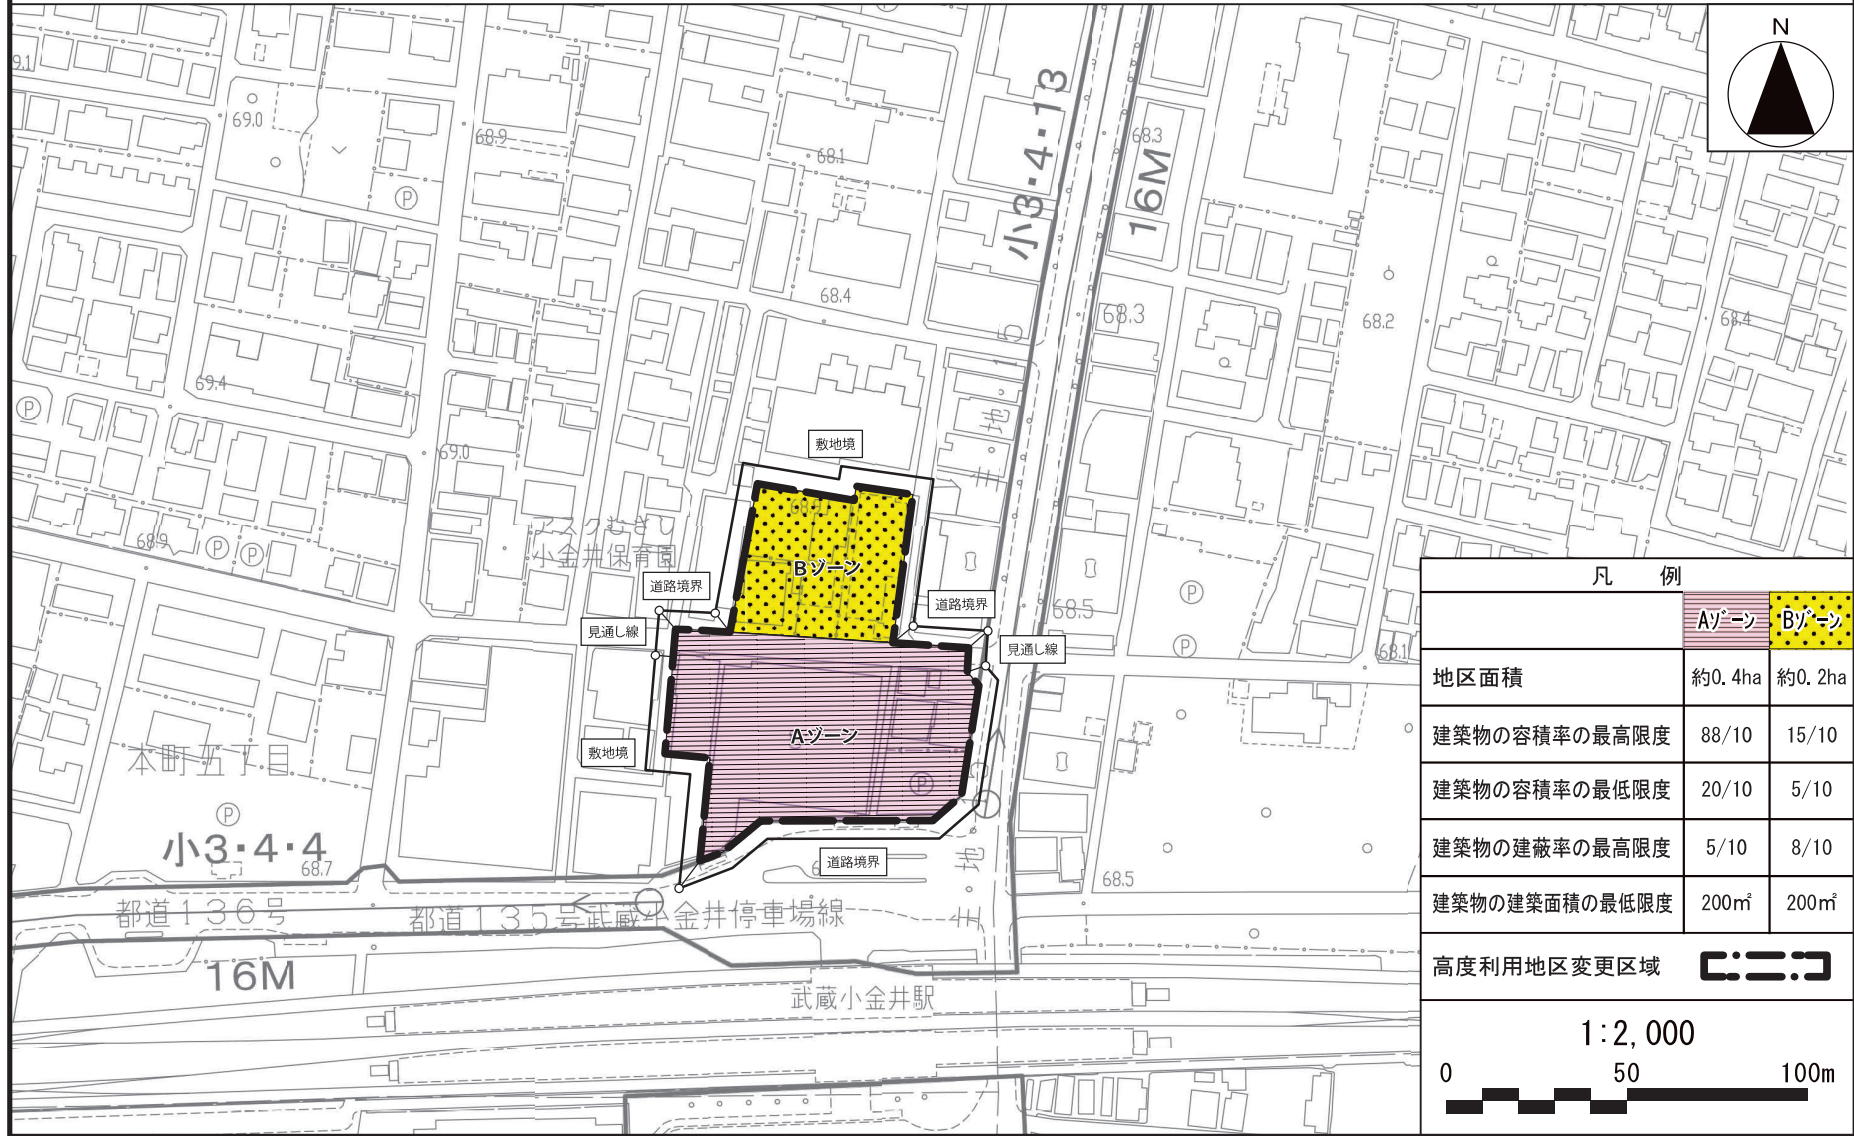 N
9.1
69.0
68.9
68.1
68.3
小3・4・13
16M
P
68.4
68.3
68.2
68.4
69.4
P
69.0
敷地境
アスクむさし
小金井保育園
68.9
P
P
Bゾーン
道路境界
道路境界
見通し線
見通し線
68.5
P
P
68.1
Aゾーン
敷地境
P
本町五丁目
P
小3・4・4
68.7
道路境界
68.5
都道136号
都道135号武蔵小金井停車場線
16M
武蔵小金井駅
凡 例
Aゾーン Bゾーン
地区面積 約0.4ha 約0.2ha
建築物の容積率の最高限度 88/10 15/10
建築物の容積率の最低限度 20/10 5/10
建築物の建蔽率の最高限度 5/10 8/10
建築物の建築面積の最低限度 200㎡ 200㎡
高度利用地区変更区域
1:2,000
0 50 100m